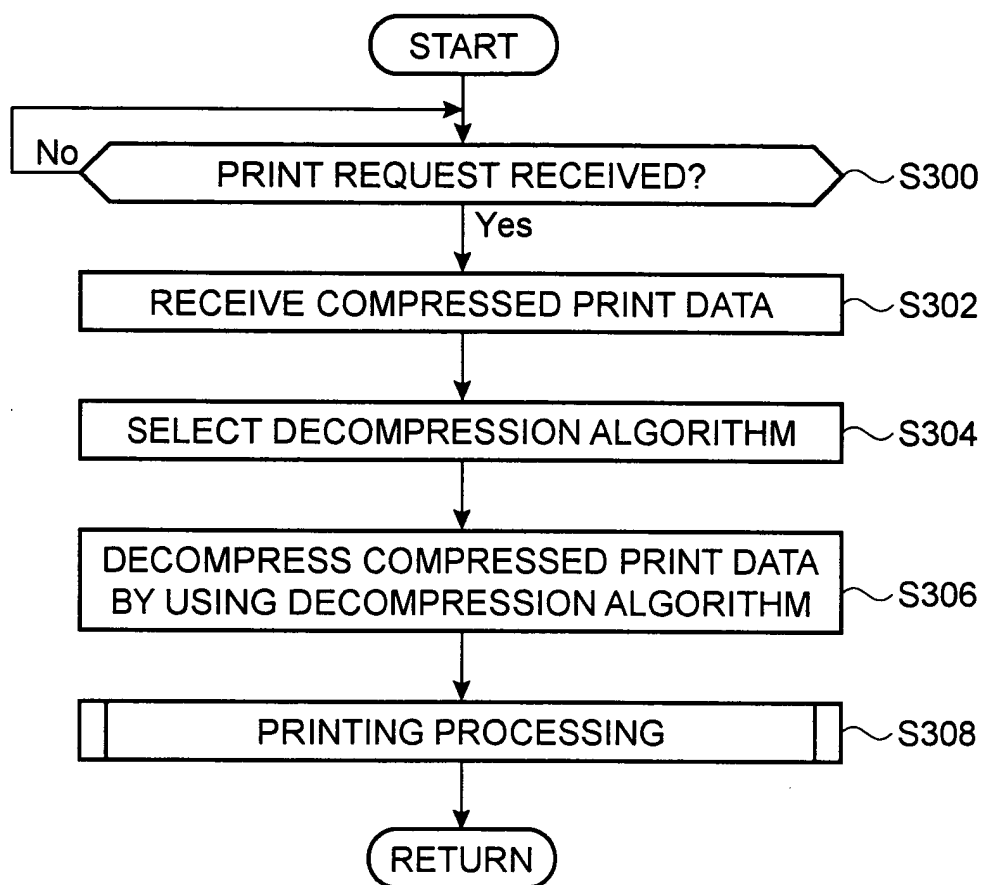 START
No
PRINT REQUEST RECEIVED?
S300
Yes
RECEIVE COMPRESSED PRINT DATA
S302
SELECT DECOMPRESSION ALGORITHM
S304
DECOMPRESS COMPRESSED PRINT DATA
BY USING DECOMPRESSION ALGORITHM
S306
PRINTING PROCESSING
S308
RETURN